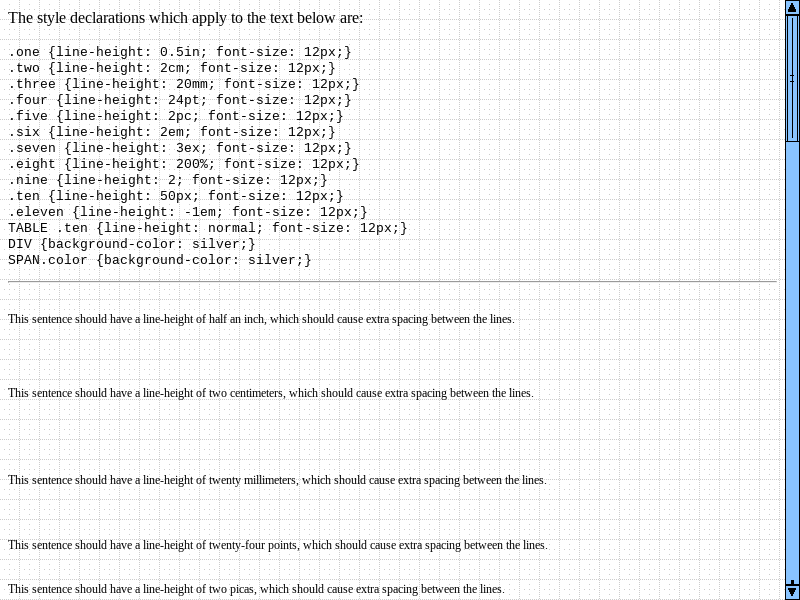 The style declarations which apply to the text below are:
.one {line-height: 0.5in; font-size: 12px;}
.two {line-height: 2cm; font-size: 12px;}
.three {line-height: 20mm; font-size: 12px;}
.four {line-height: 24pt; font-size: 12px;}
.five {line-height: 2pc; font-size: 12px;}
.six {line-height: 2em; font-size: 12px;}
.seven {line-height: 3ex; font-size: 12px;}
.eight {line-height: 200%; font-size: 12px;}
.nine {line-height: 2; font-size: 12px;}
.ten {line-height: 50px; font-size: 12px;}
.eleven {line-height: -1em; font-size: 12px;}
TABLE .ten {line-height: normal; font-size: 12px;}
DIV {background-color: silver;}
SPAN.color {background-color: silver;}
This sentence should have a line-height of half an inch, which should cause extra spacing between the lines.
This sentence should have a line-height of two centimeters, which should cause extra spacing between the lines.
This sentence should have a line-height of twenty millimeters, which should cause extra spacing between the lines.
This sentence should have a line-height of twenty-four points, which should cause extra spacing between the lines.
This sentence should have a line-height of two picas, which should cause extra spacing between the lines.